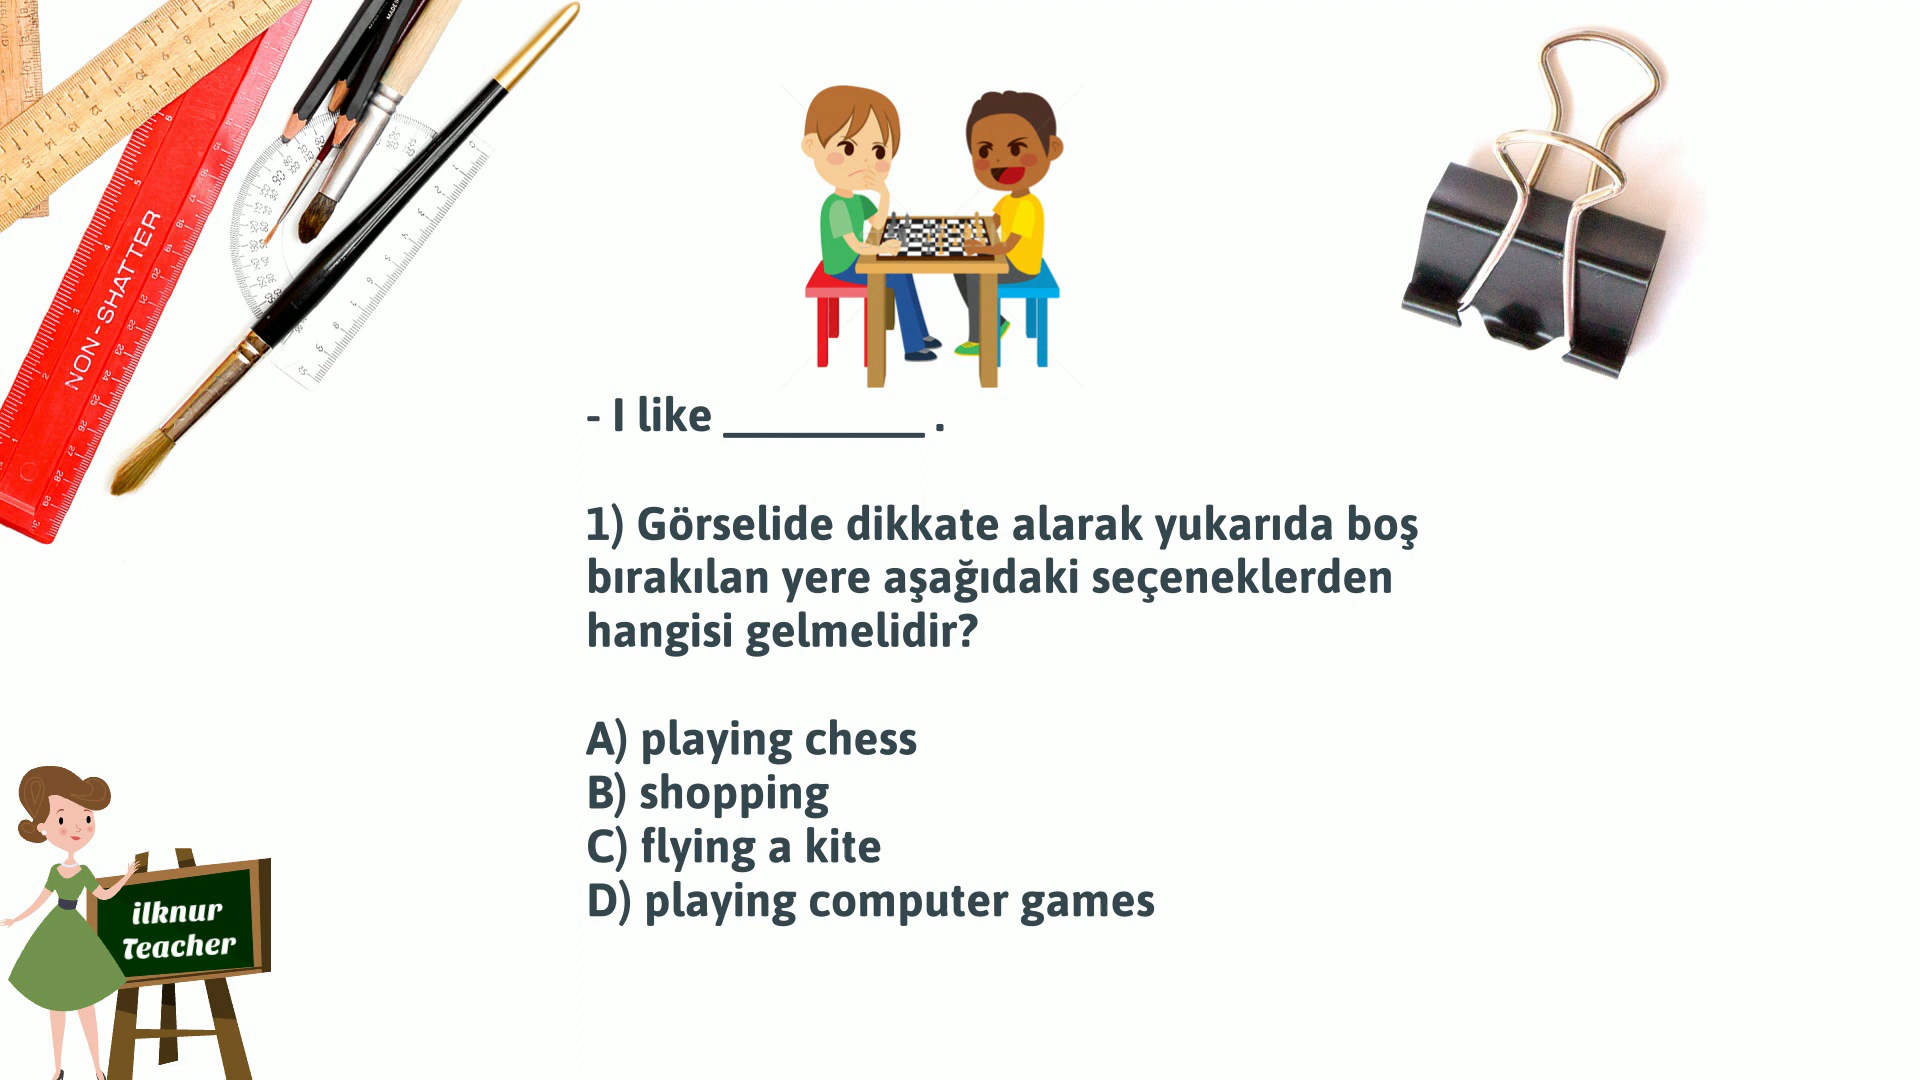 NON-SHATTER
- I like _________ .
1) Görselide dikkate alarak yukarıda boş
bırakılan yere aşağıdaki seçeneklerden
hangisi gelmelidir?
A) playing chess
B) shopping
C) flying a kite
D) playing computer games
ilknur
Teacher